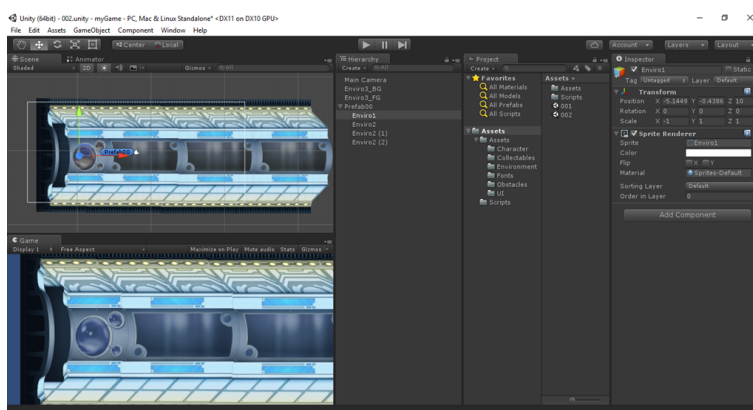 Unity (64bit) - 002.unity - myGame - PC, Mac & Linux Standalone* <DX11 on DX10 GPU>
File Edit Assets GameObject Component Window Help
Center Local
Account Layers Layout
Scene Animator
Shaded 2D Gizmos All
Hierarchy
Create All
Main Camera
Enviro3_BG
Enviro3_FG
Prefab00
Enviro1
Enviro2
Enviro2 (1)
Enviro2 (2)
Prefab00
Game
Display 1 Free Aspect Maximize on Play Mute audio Stats Gizmos
Project
Create
Favorites
All Materials
All Models
All Prefabs
All Scripts
Assets
Assets
Character
Collectables
Environment
Fonts
Obstacles
UI
Scripts
Assets
Assets
Scripts
001
002
Inspector
Enviro1 Static
Tag Untagged Layer Default
Transform
Position X -5.1449 Y -0.4386 Z 10
Rotation X 0 Y 0 Z 0
Scale X -1 Y 1 Z 1
Sprite Renderer
Sprite Enviro1
Color
Flip X Y
Material Sprites-Default
Sorting Layer Default
Order in Layer 0
Add Component